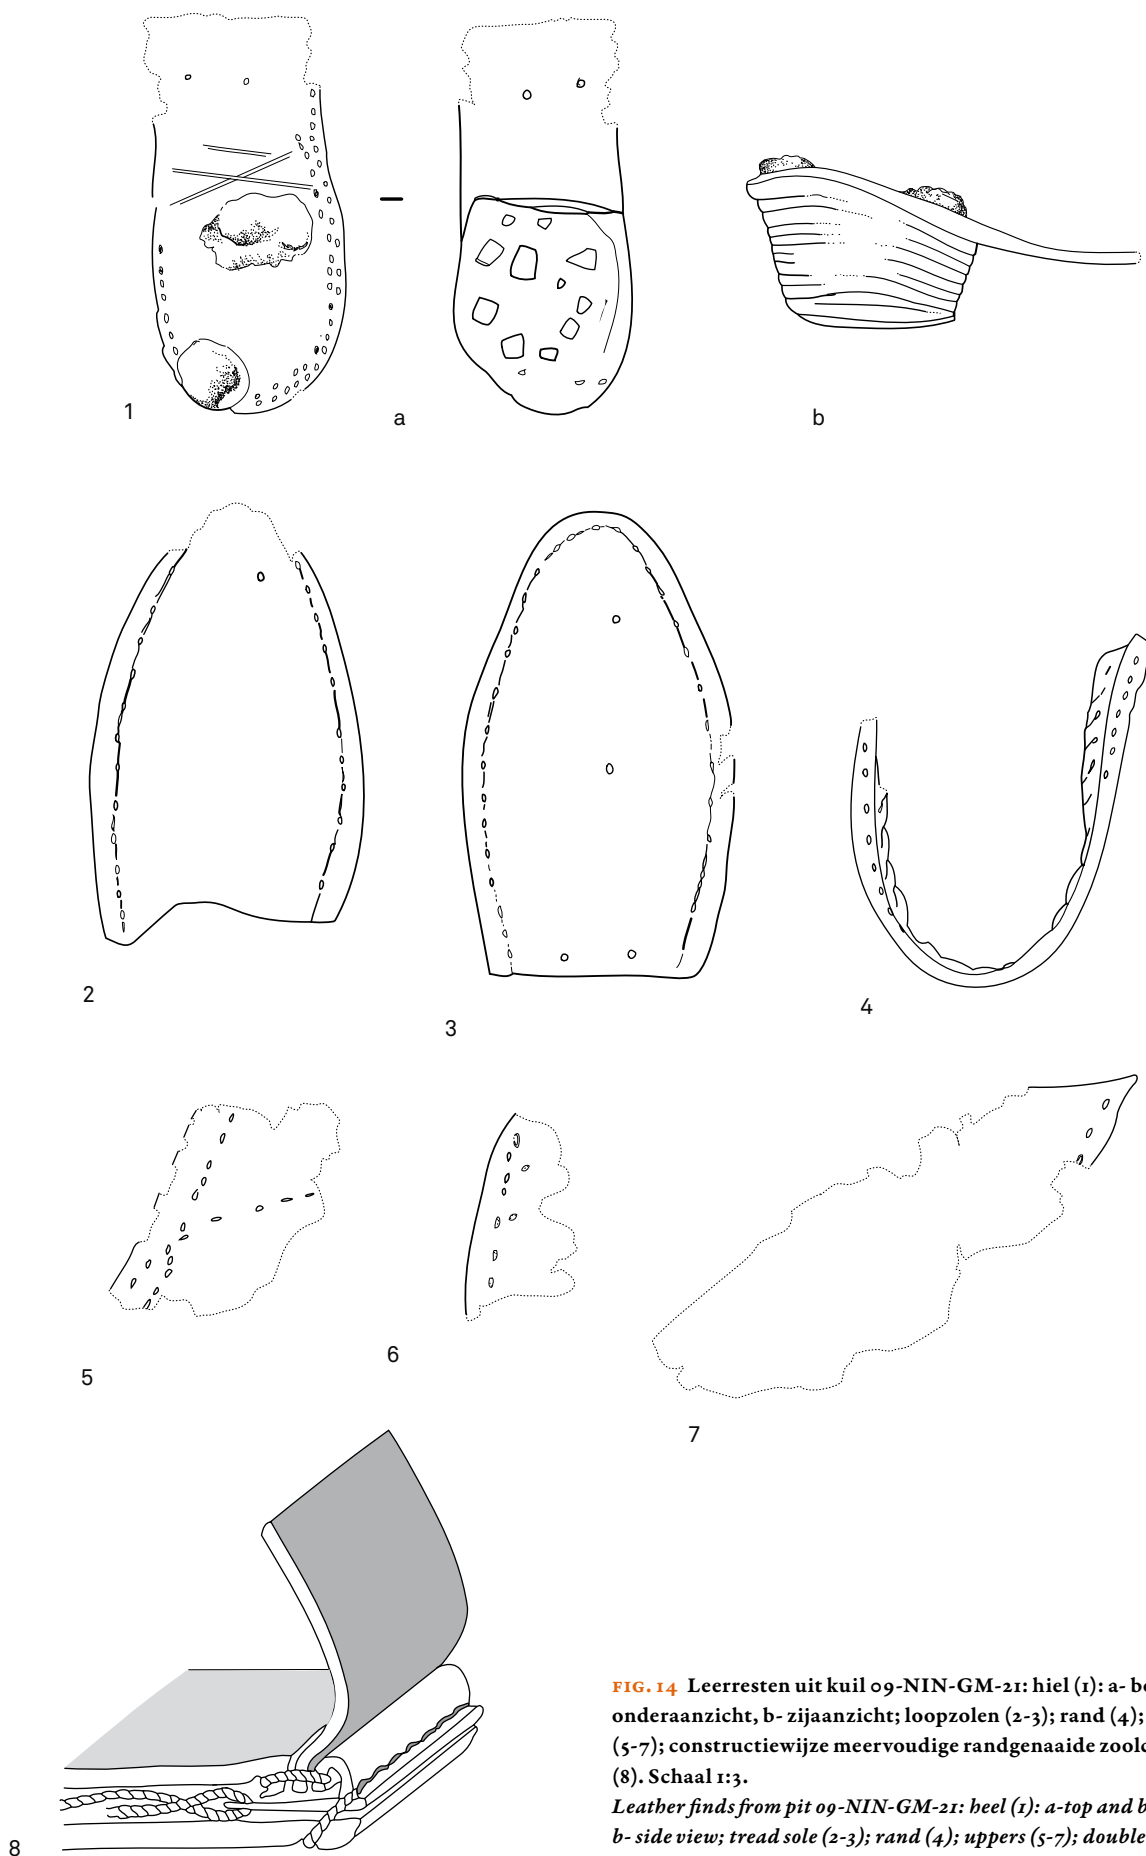 1
a
b
2
3
4
5
6
7
8
FIG. 14 Leerresten uit kuil 09-NIN-GM-21: hiel (1): a-
onderaanzicht, b- zijaanzicht; loopzolen (2-3); rand (4);
(5-7); constructiewijze meervoudige randgenaaide
(8). Schaal 1:3.
Leather finds from pit 09-NIN-GM-21: heel (1): a-top and
b- side view; tread sole (2-3); rand (4); uppers (5-7); double